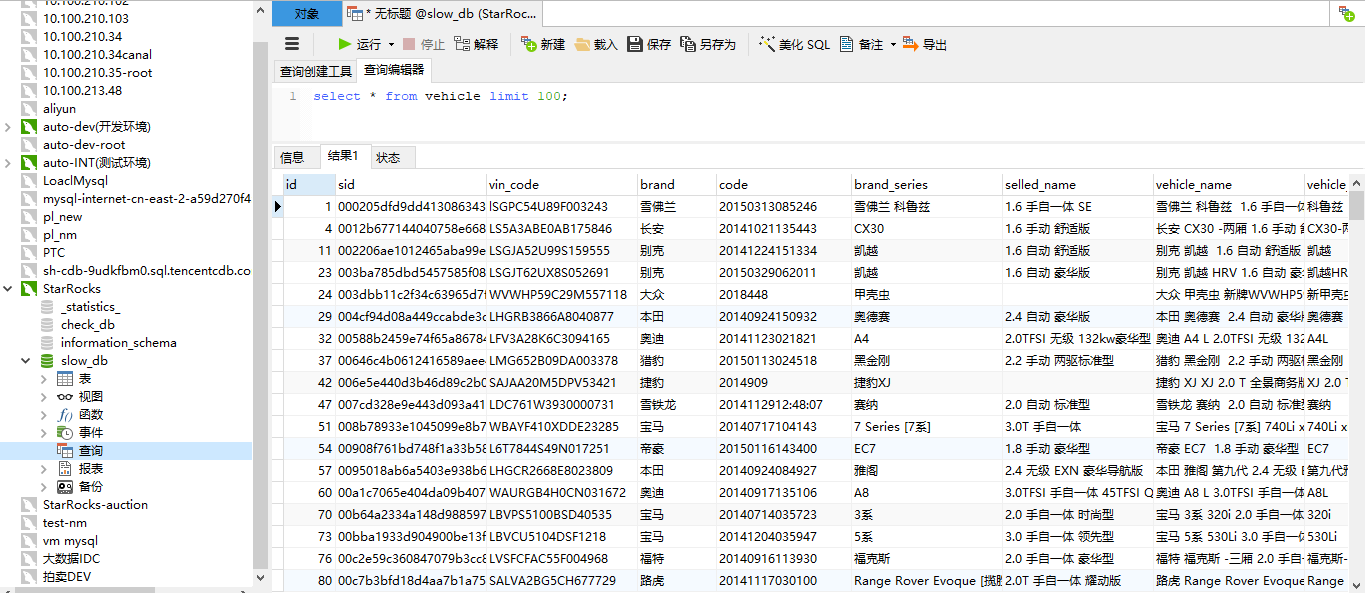 10.100.210.102
10.100.210.103
10.100.210.34
10.100.210.34canal
10.100.210.35-root
10.100.213.48
aliyun
auto-dev(开发环境)
auto-dev-root
auto-INT(测试环境)
LoaclMysql
mysql-internet-cn-east-2-a59d270f4
pl_new
pl_nm
PTC
sh-cdb-9udkfbm0.sql.tencentcdb.co
StarRocks
_statistics_
check_db
information_schema
slow_db
表
视图
函数
事件
查询
报表
备份
StarRocks-auction
test-nm
vm mysql
大数据IDC
拍卖DEV
对象 * 无标题 @slow_db (StarRoc...
运行 停止 解释 新建 载入 保存 另存为 美化 SQL 备注 导出
查询创建工具 查询编辑器
1 select * from vehicle limit 100;
信息 结果1 状态
id sid vin_code brand code brand_series selled_name vehicle_name vehicle_
1 000205dfd9dd413086343 lSGPC54U89F003243 雪佛兰 20150313085246 雪佛兰 科鲁兹 1.6 手自一体 SE 雪佛兰 科鲁兹 1.6 手自一体 科鲁兹
4 0012b677144040758e668 LS5A3ABE0AB175846 长安 20141021135443 CX30 1.6 手动 舒适版 长安 CX30 -两厢 1.6 手动 CX30-两
11 002206ae1012465aba99e LSGJA52U99S159555 别克 20141224151334 凯越 1.6 自动 舒适版 别克 凯越 1.6 自动 舒适版 凯越
23 003ba785dbd5457585f08 LSGJT62UX8S052691 别克 20150329062011 凯越 1.6 自动 豪华版 别克 凯越 HRV 1.6 自动 豪 凯越HR
24 003dbb11c2f34c63965d7 WVWHP59C29M557118 大众 2018448 甲壳虫 大众 甲壳虫 新牌WVWHP5 新甲壳虫
29 004cf94d08a449ccabde3c LHGRB3866A8040877 本田 20140924150932 奥德赛 2.4 自动 豪华版 本田 奥德赛 2.4 自动 豪华 奥德赛
32 00588b2459e74f65a86784 LFV3A28K6C3094165 奥迪 20141123021821 A4 2.0TFSI 无级 132kw豪华型 奥迪 A4 L 2.0TFSI 无级 132 A4L
37 00646c4b0612416589aee LMG652B09DA003378 猎豹 20150113024518 黑金刚 2.2 手动 两驱标准型 猎豹 黑金刚 2.2 手动 两驱 黑金刚
42 006e5e440d3b46d89c2b0 SAJAA20M5DPV53421 捷豹 2014909 捷豹XJ 捷豹 XJ XJ 2.0 T 全景商务版 XJ 2.0 T
47 007cd328e9e443d093a41 LDC761W3930000731 雪铁龙 2014112912:48:07 赛纳 2.0 自动 标准型 雪铁龙 赛纳 2.0 自动 标准 赛纳
51 008b78933e1045099e8b7 WBAYF410XDDE23285 宝马 20140717104143 7 Series [7系] 3.0T 手自一体 宝马 7 Series [7系] 740Li x 740Li x
54 00908f761bd748f1a33b58 L6T7844S49N017251 帝豪 20150116143400 EC7 1.8 手动 豪华型 帝豪 EC7 1.8 手动 豪华型 EC7
57 0095018ab6a5403e938b6 LHGCR2668E8023809 本田 20140924084927 雅阁 2.4 无级 EXN 豪华导航版 本田 雅阁 第九代 2.4 无级 第九代雅
60 00a1c7065e404da09b407 WAURGB4H0CN031672 奥迪 20140917135106 A8 3.0TFSI 手自一体 45TFSI Q 奥迪 A8 L 3.0TFSI 手自一体 A8L
70 00b64a2334a148d988597 LBVPS5100BSD40535 宝马 20140714035723 3系 2.0 手自一体 时尚型 宝马 3系 320i 2.0 手自一体 320i
73 00bba1933d904900be13f LBVCU5104DSF1218 宝马 20141204035947 5系 3.0 手自一体 领先型 宝马 5系 530Li 3.0 手自一体 530Li
76 00c2e59c360847079b3cc8 LVSFCFAC55F004968 福特 20140916113930 福克斯 2.0 手自一体 豪华型 福特 福克斯 -三厢 2.0 手自 福克斯-
80 00c7b3bfd18d4aa7b1a75 SALVA2BG5CH677729 路虎 20141117030100 Range Rover Evoque [揽胜 2.0T 手自一体 耀动版 路虎 Range Rover Evoque Range